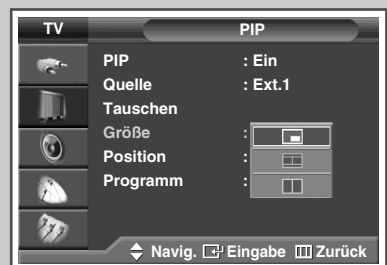 TV PIP
PIP : Ein
Quelle : Ext.1
Tauschen
Größe :
Position :
Programm :
Navig. Eingabe Zurück